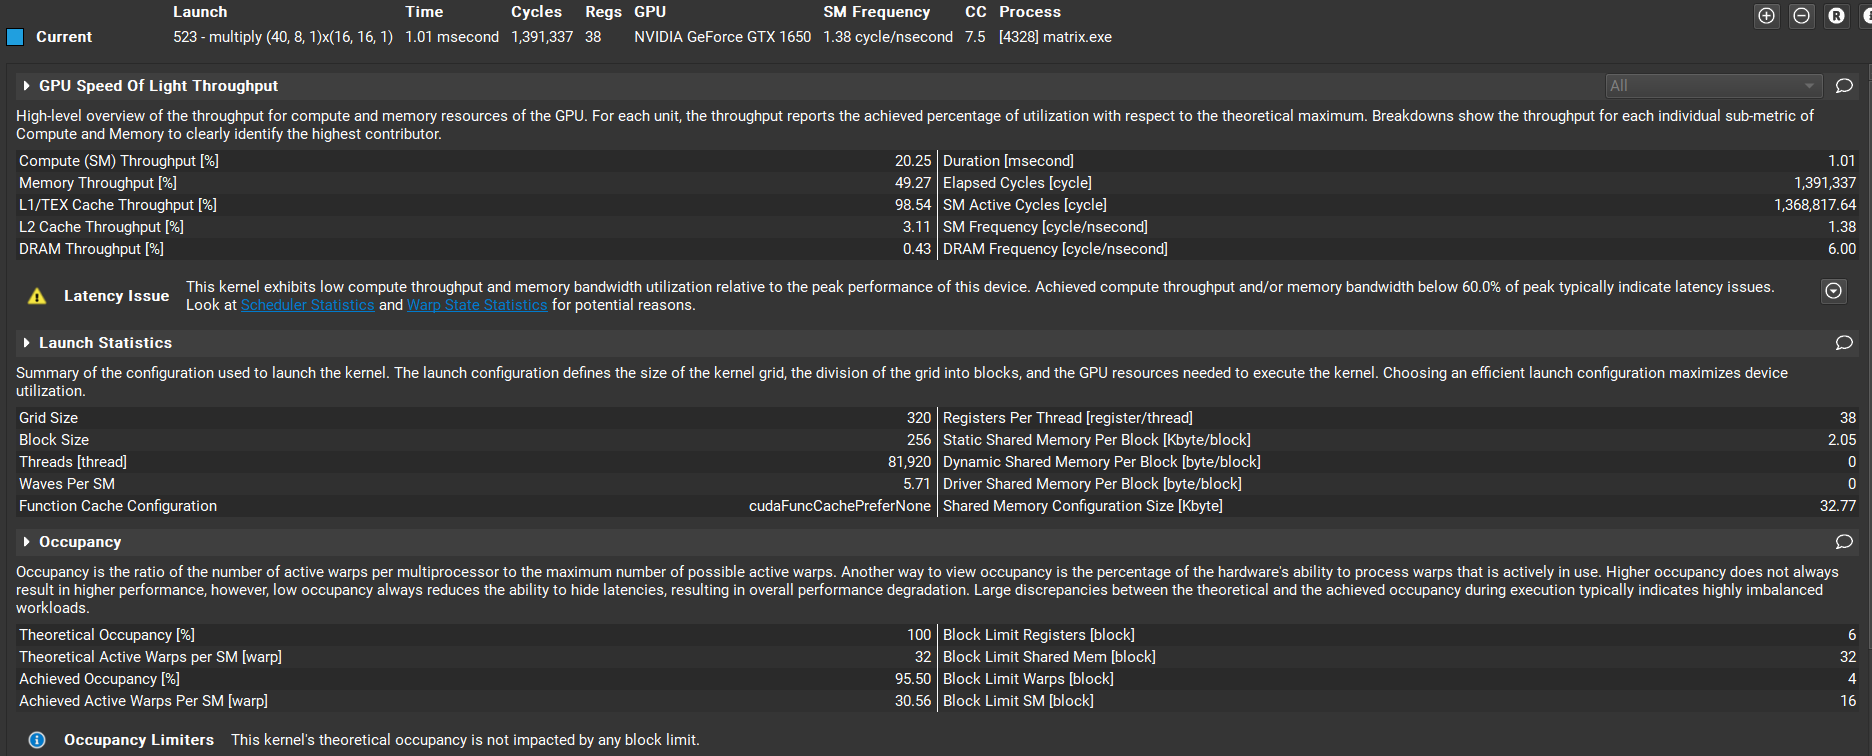 Launch Time Cycles Regs GPU SM Frequency CC Process
Current 523 - multiply (40, 8, 1)x(16, 16, 1) 1.01 msecond 1,391,337 38 NVIDIA GeForce GTX 1650 1.38 cycle/nsecond 7.5 [4328] matrix.exe
R
GPU Speed Of Light Throughput All
High-level overview of the throughput for compute and memory resources of the GPU. For each unit, the throughput reports the achieved percentage of utilization with respect to the theoretical maximum. Breakdowns show the throughput for each individual sub-metric of
Compute and Memory to clearly identify the highest contributor.
Compute (SM) Throughput [%] 20.25 Duration [msecond] 1.01
Memory Throughput [%] 49.27 Elapsed Cycles [cycle] 1,391,337
L1/TEX Cache Throughput [%] 98.54 SM Active Cycles [cycle] 1,368,817.64
L2 Cache Throughput [%] 3.11 SM Frequency [cycle/nsecond] 1.38
DRAM Throughput [%] 0.43 DRAM Frequency [cycle/nsecond] 6.00
Latency Issue This kernel exhibits low compute throughput and memory bandwidth utilization relative to the peak performance of this device. Achieved compute throughput and/or memory bandwidth below 60.0% of peak typically indicate latency issues.
Look at Scheduler Statistics and Warp State Statistics for potential reasons.
Launch Statistics
Summary of the configuration used to launch the kernel. The launch configuration defines the size of the kernel grid, the division of the grid into blocks, and the GPU resources needed to execute the kernel. Choosing an efficient launch configuration maximizes device
utilization.
Grid Size 320 Registers Per Thread [register/thread] 38
Block Size 256 Static Shared Memory Per Block [Kbyte/block] 2.05
Threads [thread] 81,920 Dynamic Shared Memory Per Block [byte/block] 0
Waves Per SM 5.71 Driver Shared Memory Per Block [byte/block] 0
Function Cache Configuration cudaFuncCachePreferNone Shared Memory Configuration Size [Kbyte] 32.77
Occupancy
Occupancy is the ratio of the number of active warps per multiprocessor to the maximum number of possible active warps. Another way to view occupancy is the percentage of the hardware's ability to process warps that is actively in use. Higher occupancy does not always
result in higher performance, however, low occupancy always reduces the ability to hide latencies, resulting in overall performance degradation. Large discrepancies between the theoretical and the achieved occupancy during execution typically indicates highly imbalanced
workloads.
Theoretical Occupancy [%] 100 Block Limit Registers [block] 6
Theoretical Active Warps per SM [warp] 32 Block Limit Shared Mem [block] 32
Achieved Occupancy [%] 95.50 Block Limit Warps [block] 4
Achieved Active Warps Per SM [warp] 30.56 Block Limit SM [block] 16
Occupancy Limiters This kernel's theoretical occupancy is not impacted by any block limit.